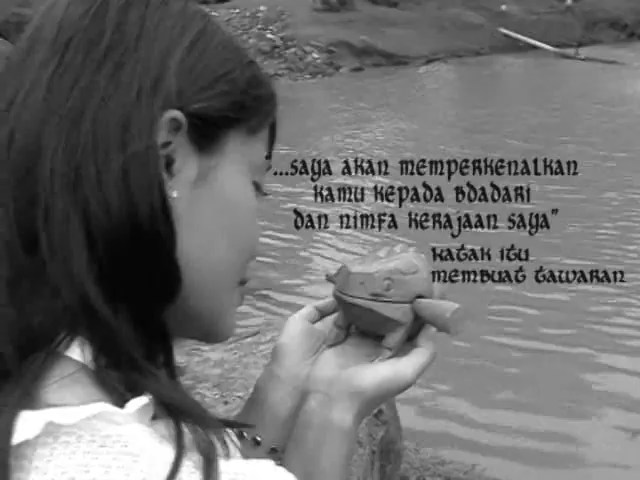 ...saya akan memperkenalkan
kamu kepada bdadari
dan nimfa kerajaan saya"
katak itu
membuat tawaran